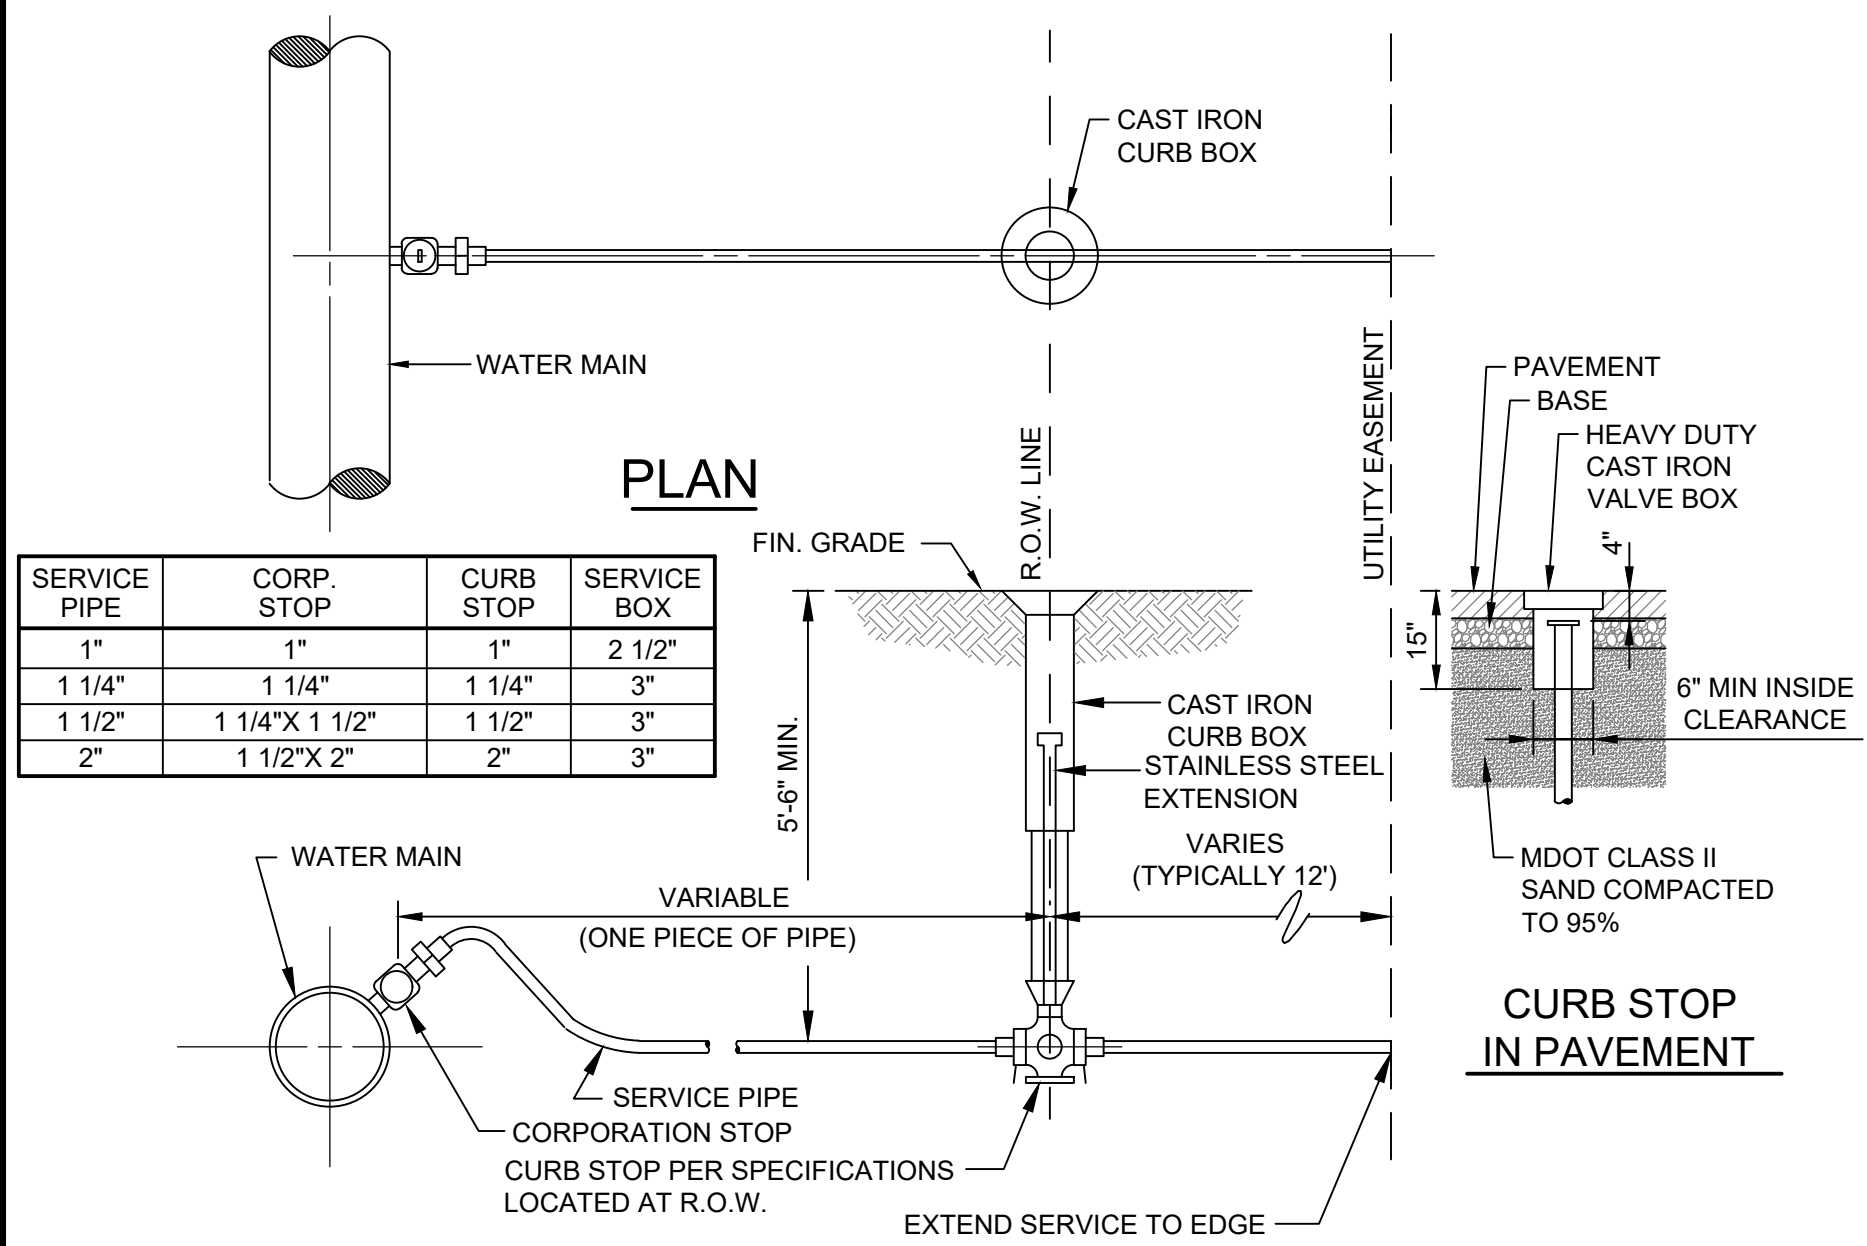 CAST IRON
CURB BOX
WATER MAIN
PLAN
R.O.W. LINE
UTILITY EASEMENT
PAVEMENT
BASE
HEAVY DUTY
CAST IRON
VALVE BOX
4"
15"
6" MIN INSIDE
CLEARANCE
MDOT CLASS II
SAND COMPACTED
TO 95%
CURB STOP
IN PAVEMENT
SERVICE PIPE CORP. STOP CURB STOP SERVICE BOX
1" 1" 1" 2 1/2"
1 1/4" 1 1/4" 1 1/4" 3"
1 1/2" 1 1/4"X 1 1/2" 1 1/2" 3"
2" 1 1/2"X 2" 2" 3"
FIN. GRADE
5'-6" MIN.
CAST IRON
CURB BOX
STAINLESS STEEL
EXTENSION
VARIES
(TYPICALLY 12')
WATER MAIN
VARIABLE
(ONE PIECE OF PIPE)
SERVICE PIPE
CORPORATION STOP
CURB STOP PER SPECIFICATIONS
LOCATED AT R.O.W.
EXTEND SERVICE TO EDGE